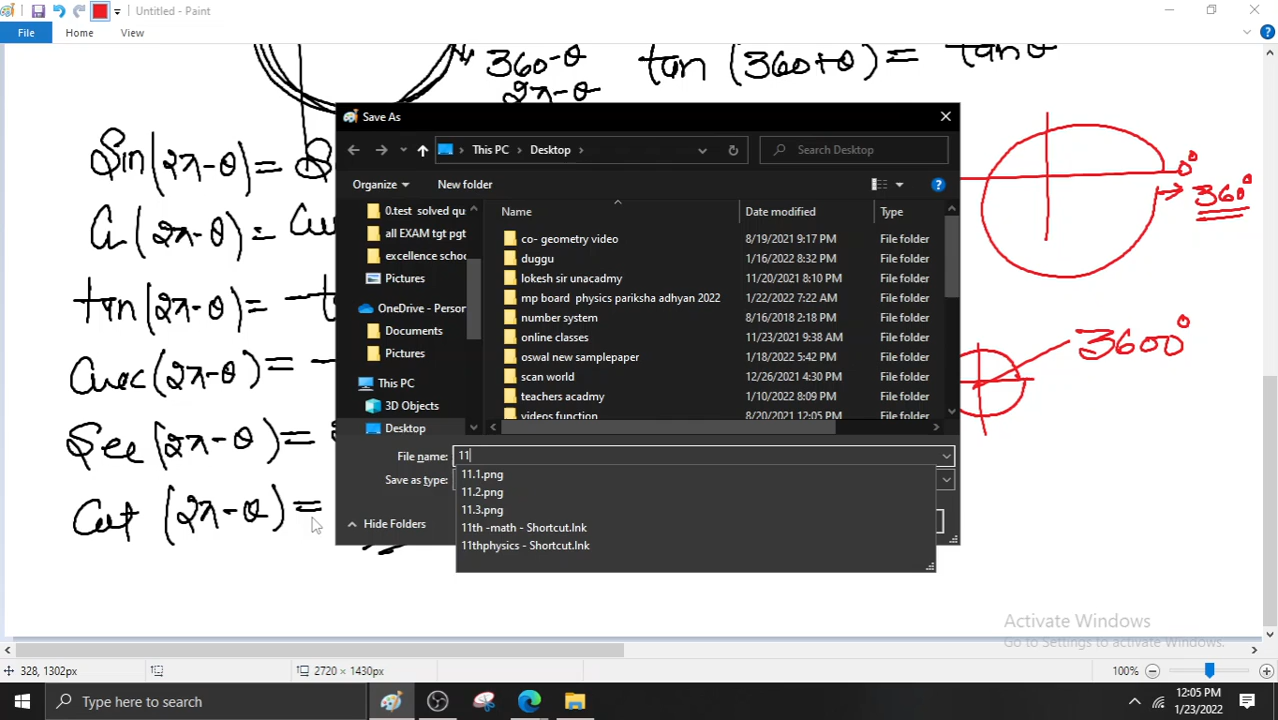 Untitled - Paint
File
Home
View
360-θ
2π-θ
tan (360+θ) = tanθ
Sin(2π-θ)= S
(2π-θ)=
tan(2π-θ)= -t
(2π-θ)= -
Sec (2π-θ)=
Cot (2π-θ)=
0°
360°
3600°
Save As
This PC
Desktop
Search Desktop
Organize
New folder
0.test solved qu
all EXAM tgt pgt
excellence schoo
Pictures
OneDrive - Person
Documents
Pictures
This PC
3D Objects
Desktop
Name
Date modified
Type
co- geometry video 8/19/2021 9:17 PM File folder
duggu 1/16/2022 8:32 PM File folder
lokesh sir unacadmy 11/20/2021 8:10 PM File folder
mp board physics pariksha adhyan 2022 1/22/2022 7:22 AM File folder
number system 8/16/2018 2:18 PM File folder
online classes 11/23/2021 9:38 AM File folder
oswal new samplepaper 1/18/2022 5:42 PM File folder
scan world 12/26/2021 4:30 PM File folder
teachers acadmy 1/10/2022 8:09 PM File folder
videos function 8/20/2021 12:05 PM File folder
File name: 11
Save as type:
11.1.png
11.2.png
11.3.png
11th -math - Shortcut.lnk
11thphysics - Shortcut.lnk
Hide Folders
Activate Windows
Go to Settings to activate Windows.
328, 1302px
2720 × 1430px
100%
Type here to search
12:05 PM
1/23/2022